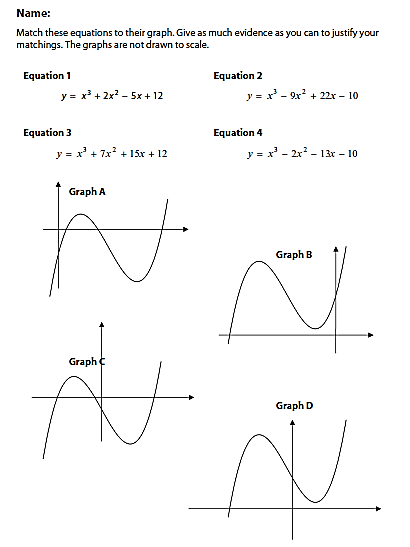 Name:
Match these equations to their graph. Give as much evidence as you can to justify your
matchings. The graphs are not drawn to scale.
Equation 1
y = x³ + 2x² − 5x + 12
Equation 2
y = x³ − 9x² + 22x − 10
Equation 3
y = x³ + 7x² + 15x + 12
Equation 4
y = x³ − 2x² − 13x − 10
Graph A
Graph B
Graph C
Graph D